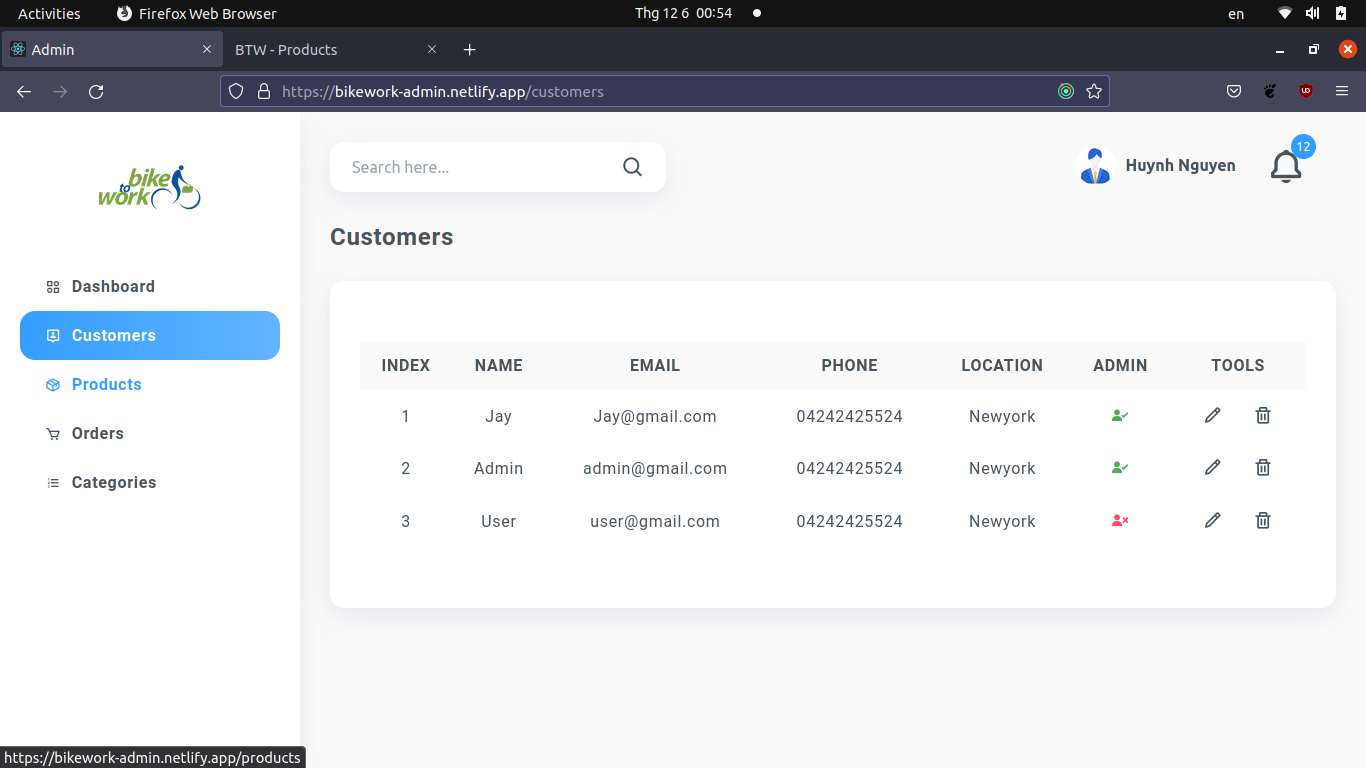 Activities Firefox Web Browser Thg 12 6 00:54 en
Admin BTW - Products
https://bikework-admin.netlify.app/customers
bike
to
work
Search here...
Huynh Nguyen
12
Customers
Dashboard
Customers
Products
Orders
Categories
INDEX NAME EMAIL PHONE LOCATION ADMIN TOOLS
1 Jay Jay@gmail.com 04242425524 Newyork
2 Admin admin@gmail.com 04242425524 Newyork
3 User user@gmail.com 04242425524 Newyork
https://bikework-admin.netlify.app/products